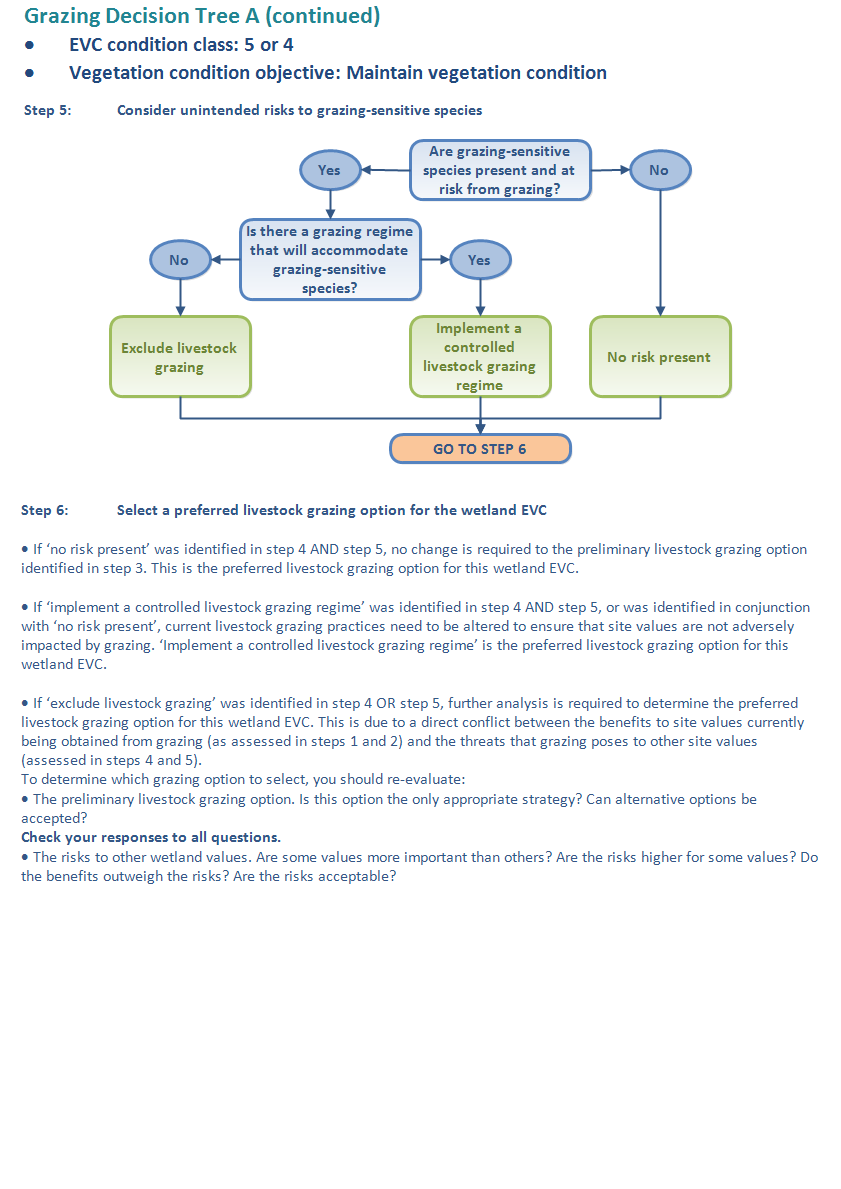 Grazing Decision Tree A (continued)
● EVC condition class: 5 or 4
● Vegetation condition objective: Maintain vegetation condition
Step 5: Consider unintended risks to grazing-sensitive species
Are grazing-sensitive
species present and at
risk from grazing?
Yes
No
Is there a grazing regime
that will accommodate
grazing-sensitive
species?
No
Yes
Exclude livestock
grazing
Implement a
controlled
livestock grazing
regime
No risk present
GO TO STEP 6
Step 6: Select a preferred livestock grazing option for the wetland EVC
• If ‘no risk present’ was identified in step 4 AND step 5, no change is required to the preliminary livestock grazing option
identified in step 3. This is the preferred livestock grazing option for this wetland EVC.
• If ‘implement a controlled livestock grazing regime’ was identified in step 4 AND step 5, or was identified in conjunction
with ‘no risk present’, current livestock grazing practices need to be altered to ensure that site values are not adversely
impacted by grazing. ‘Implement a controlled livestock grazing regime’ is the preferred livestock grazing option for this
wetland EVC.
• If ‘exclude livestock grazing’ was identified in step 4 OR step 5, further analysis is required to determine the preferred
livestock grazing option for this wetland EVC. This is due to a direct conflict between the benefits to site values currently
being obtained from grazing (as assessed in steps 1 and 2) and the threats that grazing poses to other site values
(assessed in steps 4 and 5).
To determine which grazing option to select, you should re-evaluate:
• The preliminary livestock grazing option. Is this option the only appropriate strategy? Can alternative options be
accepted?
Check your responses to all questions.
• The risks to other wetland values. Are some values more important than others? Are the risks higher for some values? Do
the benefits outweigh the risks? Are the risks acceptable?